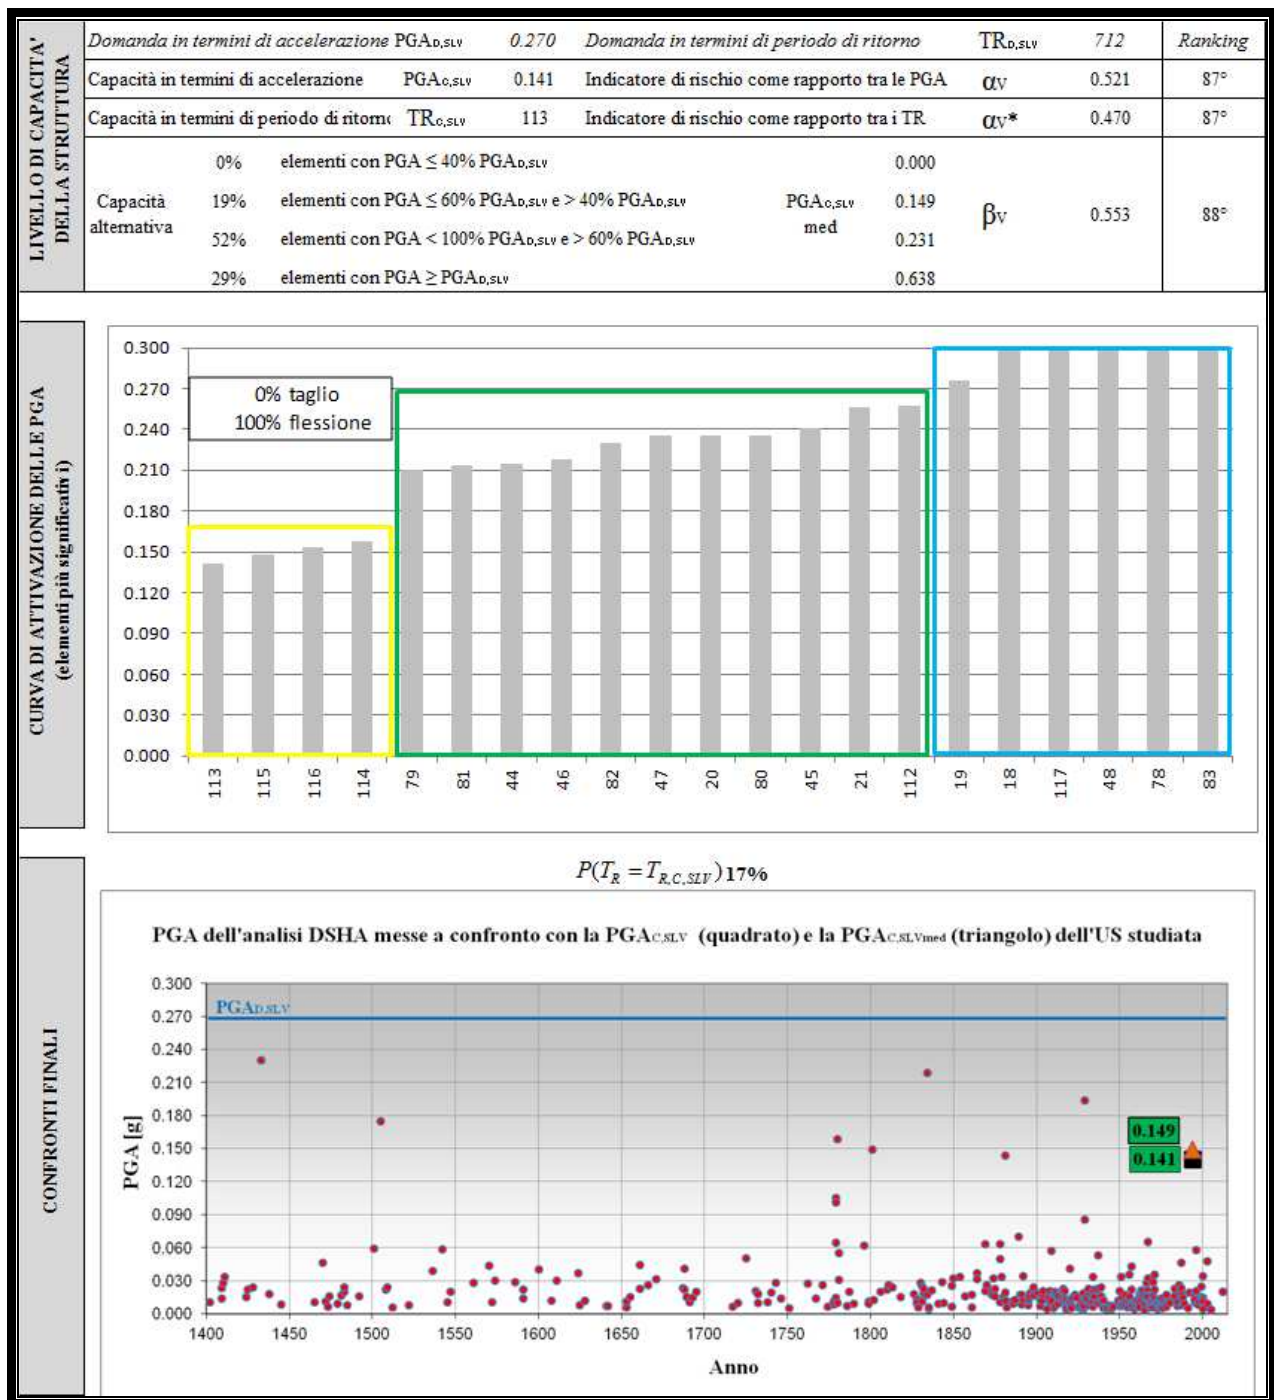 LIVELLO DI CAPACITA'
DELLA STRUTTURA
Domanda in termini di accelerazione PGAD,SLV 0.270 Domanda in termini di periodo di ritorno TRD,SLV 712 Ranking
Capacità in termini di accelerazione PGAC,SLV 0.141 Indicatore di rischio come rapporto tra le PGA αV 0.521 87°
Capacità in termini di periodo di ritorno TRC,SLV 113 Indicatore di rischio come rapporto tra i TR αV* 0.470 87°
Capacità
alternativa
0% elementi con PGA ≤ 40% PGAD,SLV 0.000
19% elementi con PGA ≤ 60% PGAD,SLV e > 40% PGAD,SLV 0.149
52% elementi con PGA < 100% PGAD,SLV e > 60% PGAD,SLV 0.231
29% elementi con PGA ≥ PGAD,SLV 0.638
PGAC,SLV
med
βV 0.553 88°
CURVA DI ATTIVAZIONE DELLE PGA
(elementi più significativi)
0.300
0.270
0.240
0.210
0.180
0.150
0.120
0.090
0.060
0.030
0.000
0% taglio
100% flessione
113 115 116 114 79 81 44 46 82 47 20 80 45 21 112 19 18 117 48 78 83
CONFRONTI FINALI
P(TR = TR,C,SLV) 17%
PGA dell'analisi DSHA messe a confronto con la PGAC,SLV (quadrato) e la PGAC,SLVmed (triangolo) dell'US studiata
PGA [g]
0.300
0.270
0.240
0.210
0.180
0.150
0.120
0.090
0.060
0.030
0.000
PGAD,SLV
0.149
0.141
1400 1450 1500 1550 1600 1650 1700 1750 1800 1850 1900 1950 2000
Anno